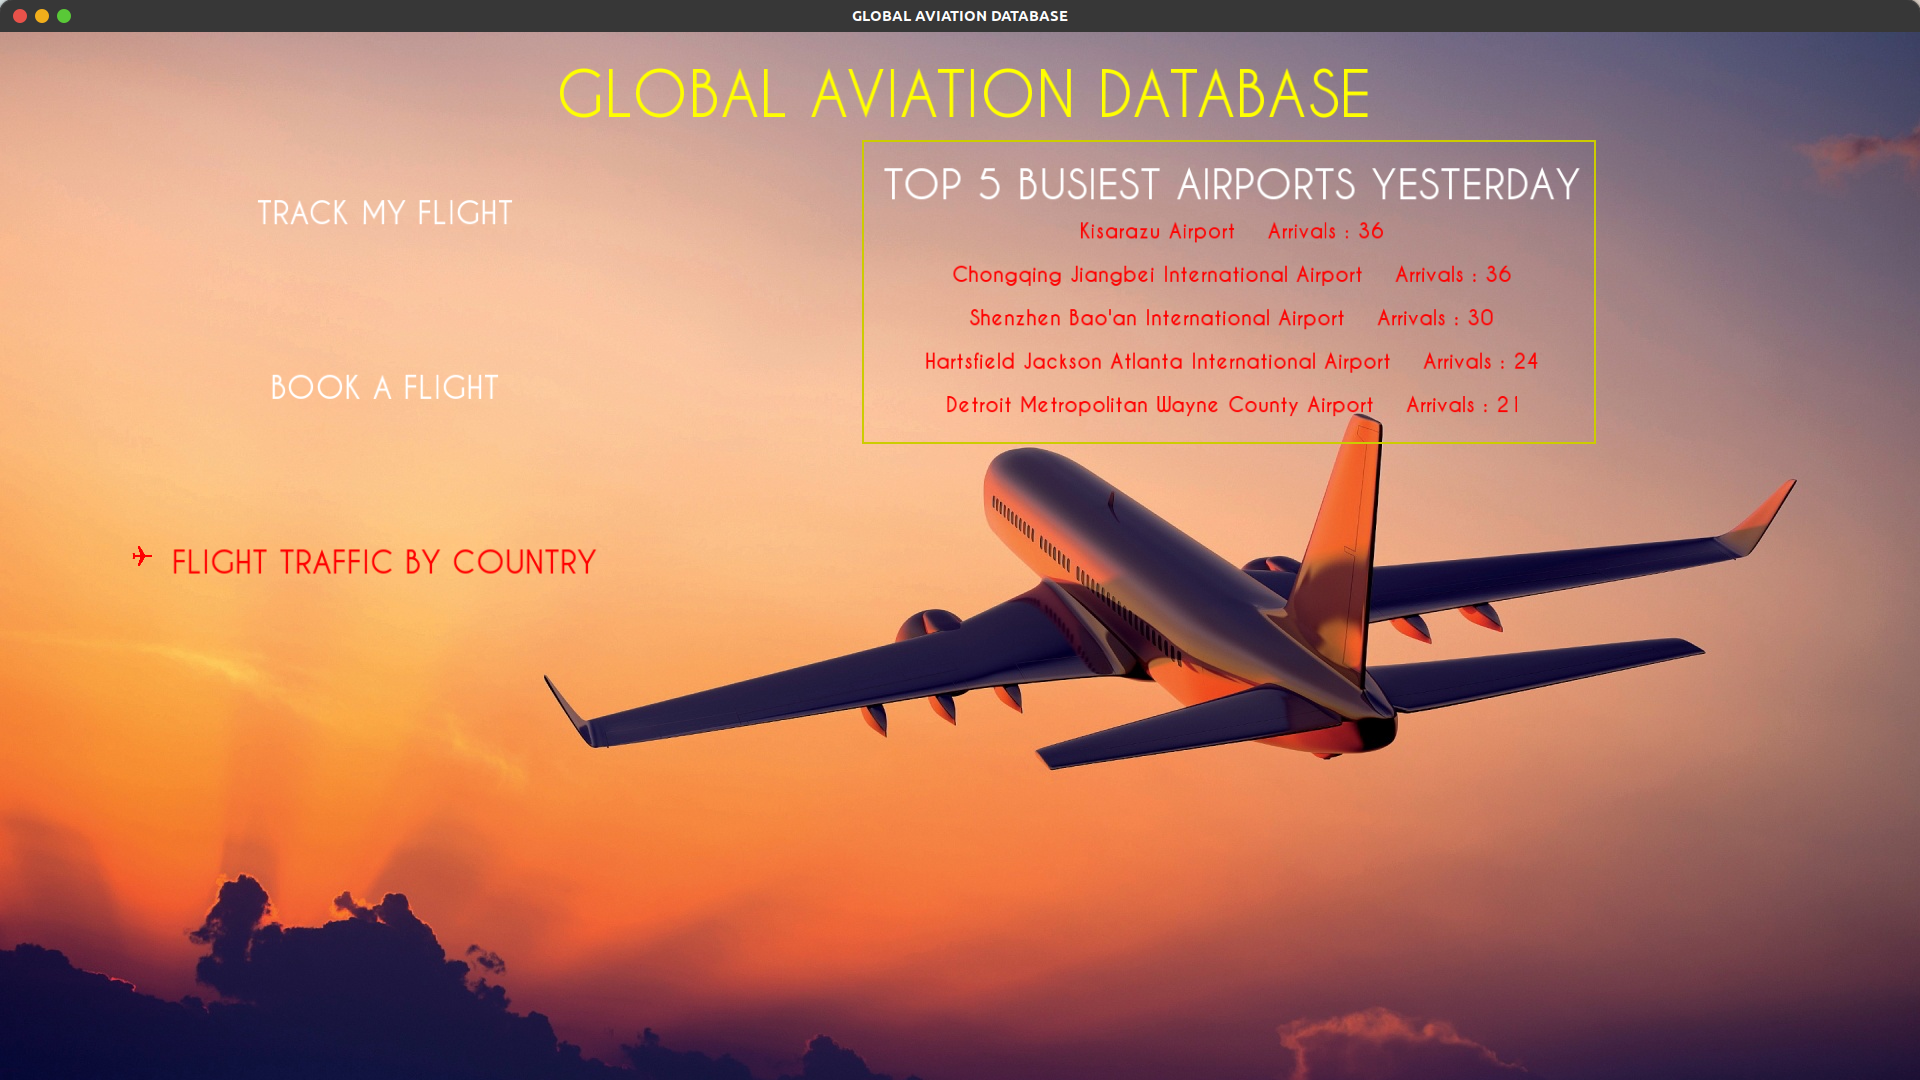 GLOBAL AVIATION DATABASE
GLOBAL AVIATION DATABASE
TRACK MY FLIGHT
BOOK A FLIGHT
FLIGHT TRAFFIC BY COUNTRY
TOP 5 BUSIEST AIRPORTS YESTERDAY
Kisarazu Airport Arrivals : 36
Chongqing Jiangbei International Airport Arrivals : 36
Shenzhen Bao'an International Airport Arrivals : 30
Hartsfield Jackson Atlanta International Airport Arrivals : 24
Detroit Metropolitan Wayne County Airport Arrivals : 21